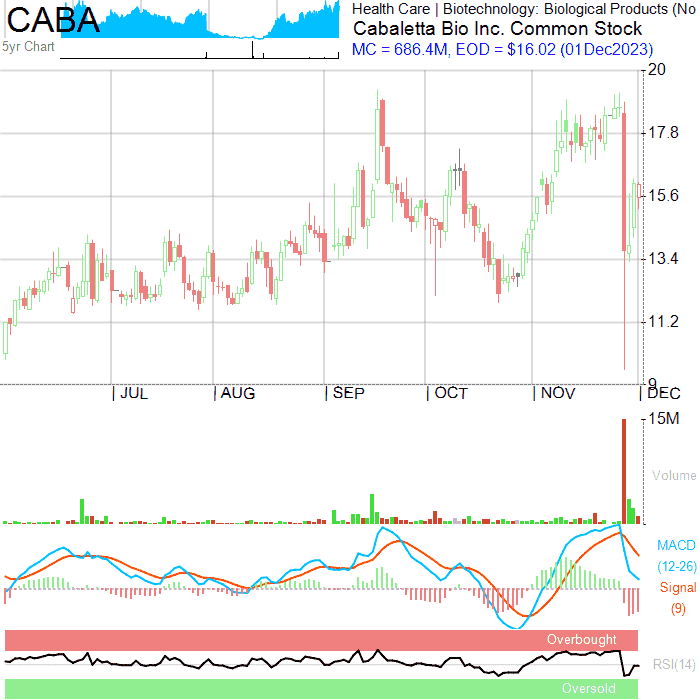 CABA
5yr Chart
Health Care | Biotechnology: Biological Products (No
Cabaletta Bio Inc. Common Stock
MC = 686.4M, EOD = $16.02 (01Dec2023)
20
17.8
15.6
13.4
11.2
9
| JUL | AUG | SEP | OCT | NOV | DEC
15M
Volume
MACD
(12-26)
Signal
(9)
Overbought
RSI(14)
Oversold